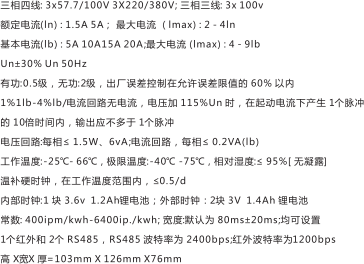 三相四线: 3x57.7/100V 3X220/380V; 三相三线: 3x 100v
额定电流(In) : 1.5A 5A ; 最大电流 ( Imax) : 2 - 4In
基本电流(Ib) : 5A 10A15A 20A;最大电流 (Imax) : 4 - 9Ib
Un±30% Un 50Hz
有功:0.5级，无功:2级，出厂误差控制在允许误差限值的 60% 以内
1%1lb-4%lb/电流回路无电流，电压加 115%Un 时，在起动电流下产生 1个脉冲
的 10倍时间内，输出应不多于 1个脉冲
电压回路:每相≤ 1.5W、6vA;电流回路，每相≤ 0.2VA(lb)
工作温度:-25℃- 66℃，极限温度:-40℃ -75℃, 相对湿度:≤ 95%[ 无凝露]
温补硬时钟，在工作温度范围内，≤0.5/d
内部时钟:1 块 3.6v 1.2Ah锂电池；外部时钟：2块 3V 1.4Ah 锂电池
常数: 400ipm/kwh-6400ip./kwh; 宽度:默认为 80ms±20ms;均可设置
1个红外和 2个 RS485，RS485 波特率为 2400bps;红外波特率为1200bps
高 X宽X 厚=103mm X 126mm X76mm